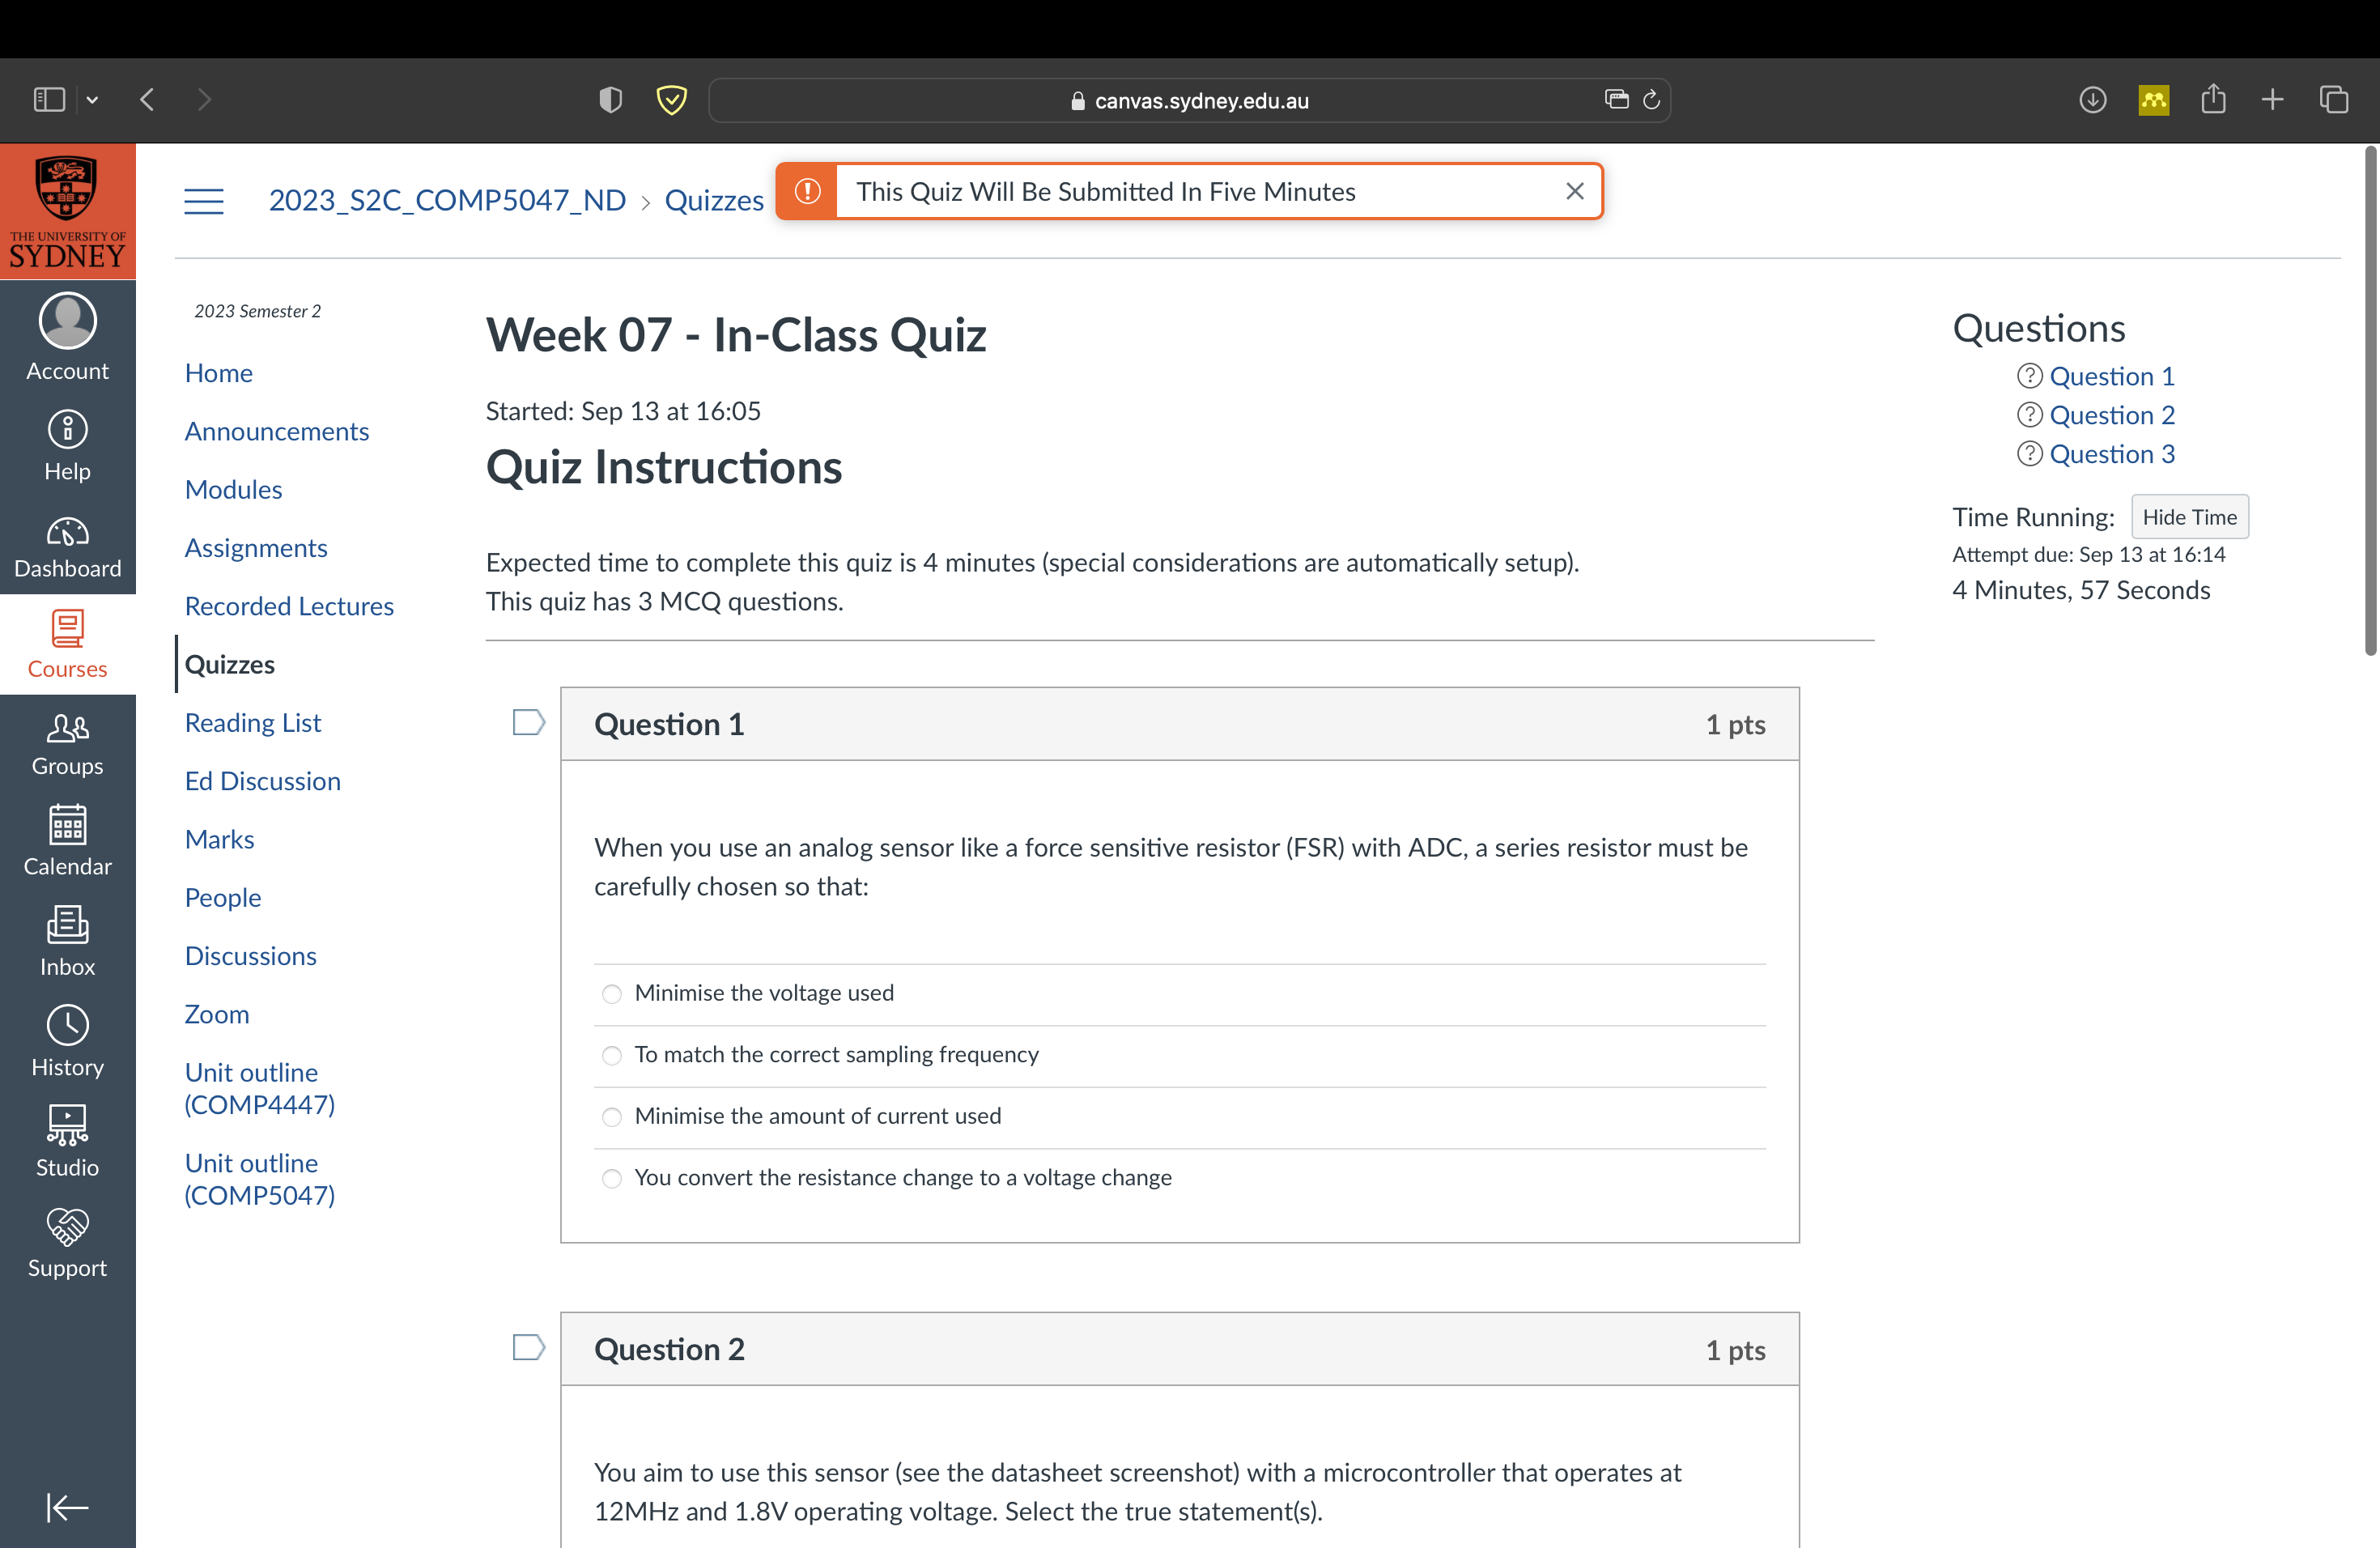 canvas.sydney.edu.au
THE UNIVERSITY OF
SYDNEY
Account
Help
Dashboard
Courses
Groups
Calendar
Inbox
History
Studio
Support
2023_S2C_COMP5047_ND > Quizzes
This Quiz Will Be Submitted In Five Minutes
2023 Semester 2
Home
Announcements
Modules
Assignments
Recorded Lectures
Quizzes
Reading List
Ed Discussion
Marks
People
Discussions
Zoom
Unit outline
(COMP4447)
Unit outline
(COMP5047)
Week 07 - In-Class Quiz
Started: Sep 13 at 16:05
Quiz Instructions
Expected time to complete this quiz is 4 minutes (special considerations are automatically setup).
This quiz has 3 MCQ questions.
Question 1 1 pts
When you use an analog sensor like a force sensitive resistor (FSR) with ADC, a series resistor must be
carefully chosen so that:
Minimise the voltage used
To match the correct sampling frequency
Minimise the amount of current used
You convert the resistance change to a voltage change
Question 2 1 pts
You aim to use this sensor (see the datasheet screenshot) with a microcontroller that operates at
12MHz and 1.8V operating voltage. Select the true statement(s).
Questions
Question 1
Question 2
Question 3
Time Running: Hide Time
Attempt due: Sep 13 at 16:14
4 Minutes, 57 Seconds